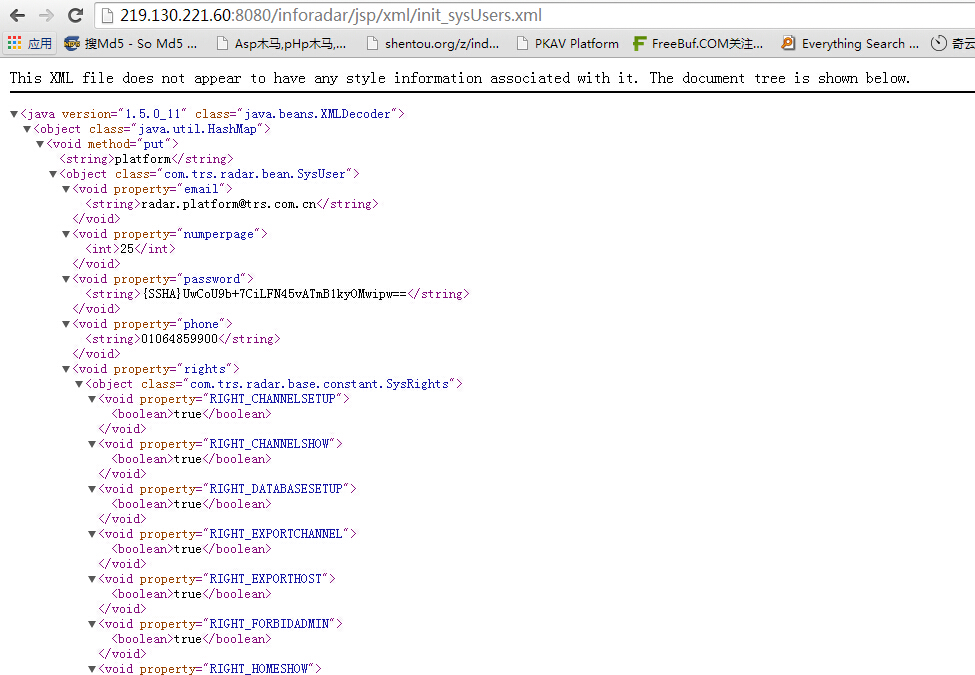 219.130.221.60:8080/inforadar/jsp/xml/init_sysUsers.xml
应用 搜Md5 - So Md5 ... Asp木马,pHp木马,... shentou.org/z/ind... PKAV Platform FreeBuf.COM关注... Everything Search ... 奇云
This XML file does not appear to have any style information associated with it. The document tree is shown below.
▼<java version="1.5.0_11" class="java.beans.XMLDecoder">
▼<object class="java.util.HashMap">
▼<void method="put">
<string>platform</string>
▼<object class="com.trs.radar.bean.SysUser">
▼<void property="email">
<string>radar.platform@trs.com.cn</string>
</void>
▼<void property="numperpage">
<int>25</int>
</void>
▼<void property="password">
<string>{SSHA}UwCoU9b+7CiLFN45vATmB1kyOMwipw==</string>
</void>
▼<void property="phone">
<string>01064859900</string>
</void>
▼<void property="rights">
▼<object class="com.trs.radar.base.constant.SysRights">
▼<void property="RIGHT_CHANNELSETUP">
<boolean>true</boolean>
</void>
▼<void property="RIGHT_CHANNELSHOW">
<boolean>true</boolean>
</void>
▼<void property="RIGHT_DATABASESETUP">
<boolean>true</boolean>
</void>
▼<void property="RIGHT_EXPORTCHANNEL">
<boolean>true</boolean>
</void>
▼<void property="RIGHT_EXPORTHOST">
<boolean>true</boolean>
</void>
▼<void property="RIGHT_FORBIDADMIN">
<boolean>true</boolean>
</void>
▼<void property="RIGHT_HOMESHOW">